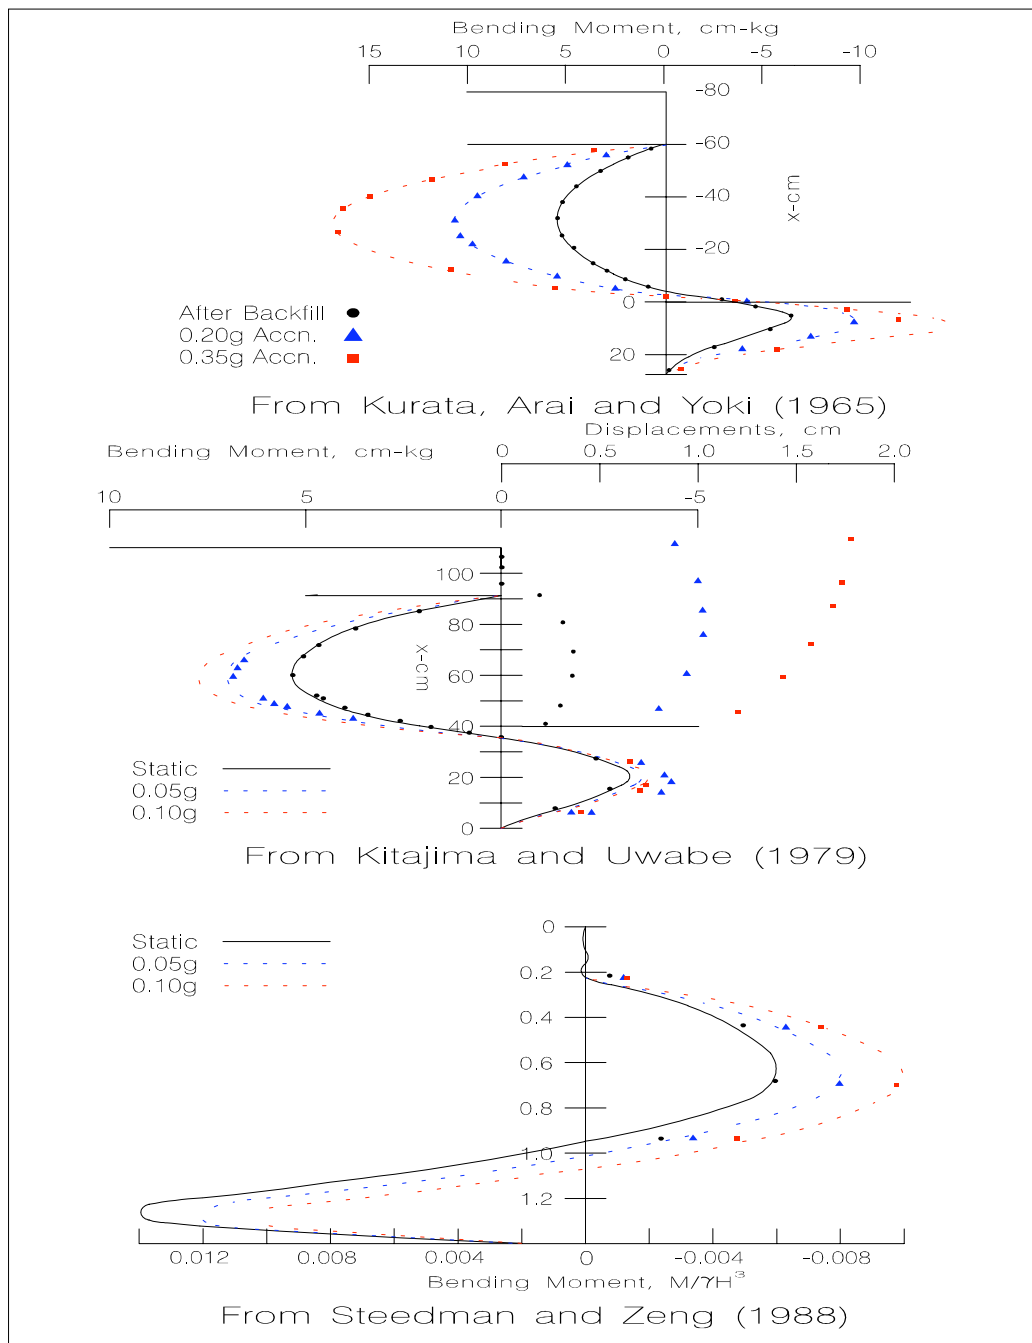 Bending Moment, cm-kg
15 10 5 0 -5 -10
-80
-60
-40
x-cm
-20
0
After Backfill
0.20g Accn.
0.35g Accn.
20
From Kurata, Arai and Yoki (1965)
Displacements, cm
Bending Moment, cm-kg
0 0.5 1.0 1.5 2.0
10 5 0 -5
100
80
x-cm
60
40
Static
0.05g
0.10g
20
0
From Kitajima and Uwabe (1979)
Static
0.05g
0.10g
0
0.2
0.4
0.6
0.8
1.0
1.2
0.012 0.008 0.004 0 -0.004 -0.008
Bending Moment, M/γH³
From Steedman and Zeng (1988)